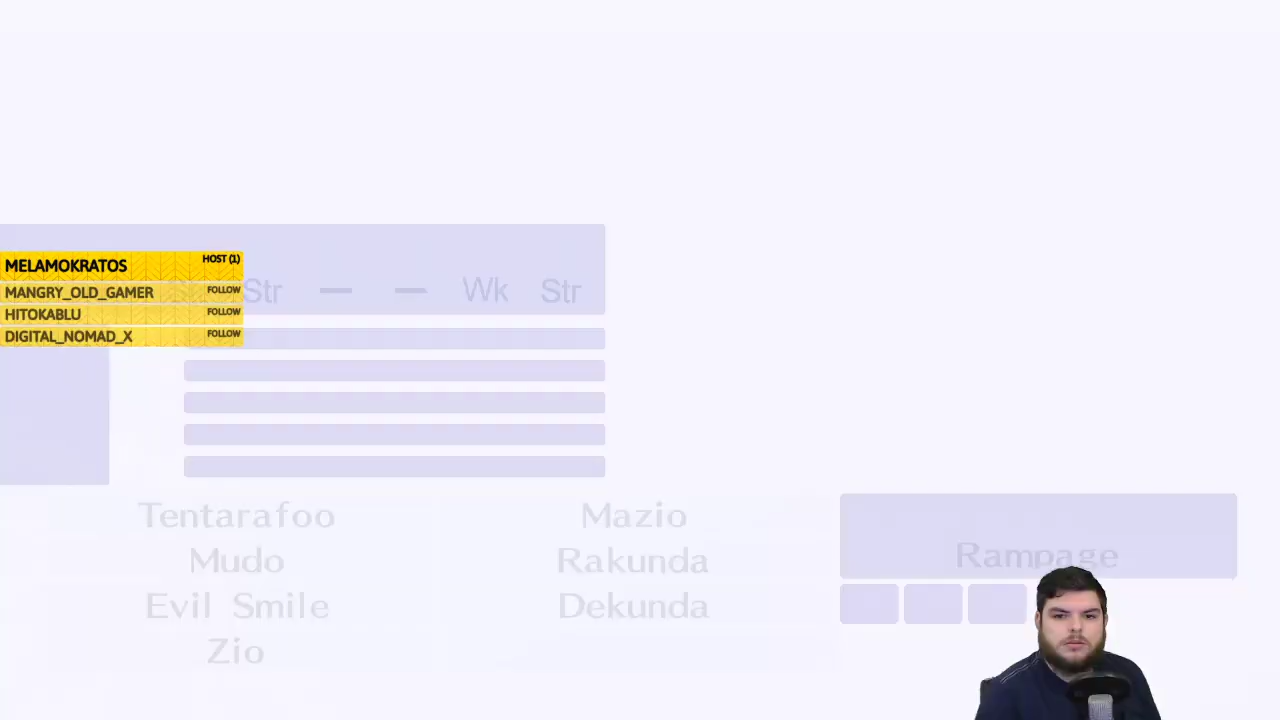 MELAMOKRATOS HOST (1)
MANGRY_OLD_GAMER FOLLOW
HITOKABLU FOLLOW
DIGITAL_NOMAD_X FOLLOW
Str — — Wk Str
Tentarafoo Mazio
Mudo Rakunda
Evil Smile Dekunda
Zio
Rampage